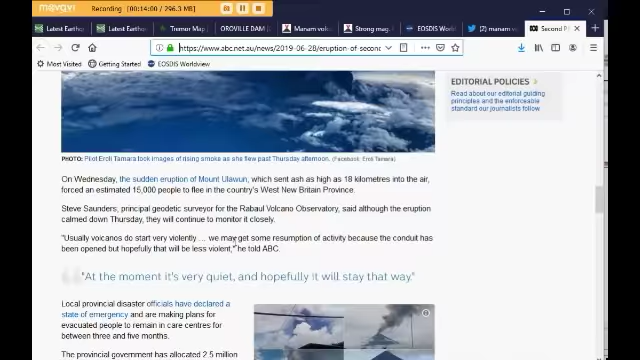 movavi
Recording (00:14:00 / 296.3 MB)
Latest Earthq
Latest Earthq
Tremor Map
OROVILLE DAM (
Manam volcan
Strong mag.
EOSDIS Worldv
(2) manam v
Second P
https://www.abc.net.au/news/2019-06-28/eruption-of-secon
Most Visited
Getting Started
EOSDIS Worldview
EDITORIAL POLICIES
Read about our editorial guiding
principles and the enforceable
standard our journalists follow
PHOTO: Pilot Eroli Tamara took images of rising smoke as she flew past Thursday afternoon. (Facebook: Eroli Tamara)
On Wednesday, the sudden eruption of Mount Ulawun, which sent ash as high as 18 kilometres into the air,
forced an estimated 15,000 people to flee in the country's West New Britain Province.
Steve Saunders, principal geodetic surveyor for the Rabaul Volcano Observatory, said although the eruption
calmed down Thursday, they will continue to monitor it closely.
"Usually volcanos do start very violently … we may get some resumption of activity because the conduit has
been opened but hopefully that will be less violent," he told ABC.
"At the moment it's very quiet, and hopefully it will stay that way."
Local provincial disaster officials have declared a
state of emergency and are making plans for
evacuated people to remain in care centres for
between three and five months.
The provincial government has allocated 2.5 million